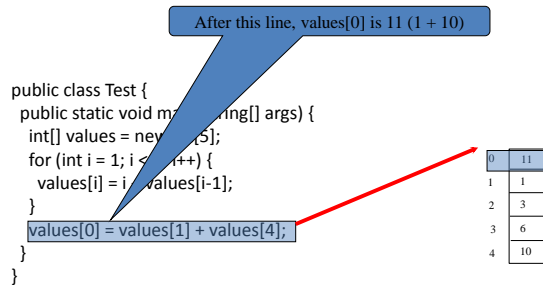 After this line, values[0] is 11 (1 + 10)
public class Test {
public static void ma ring[] args) {
int[] values = new [5];
for (int i = 1; i < i++) {
values[i] = i values[i-1];
}
values[0] = values[1] + values[4];
}
}
0 11
1 1
2 3
3 6
4 10